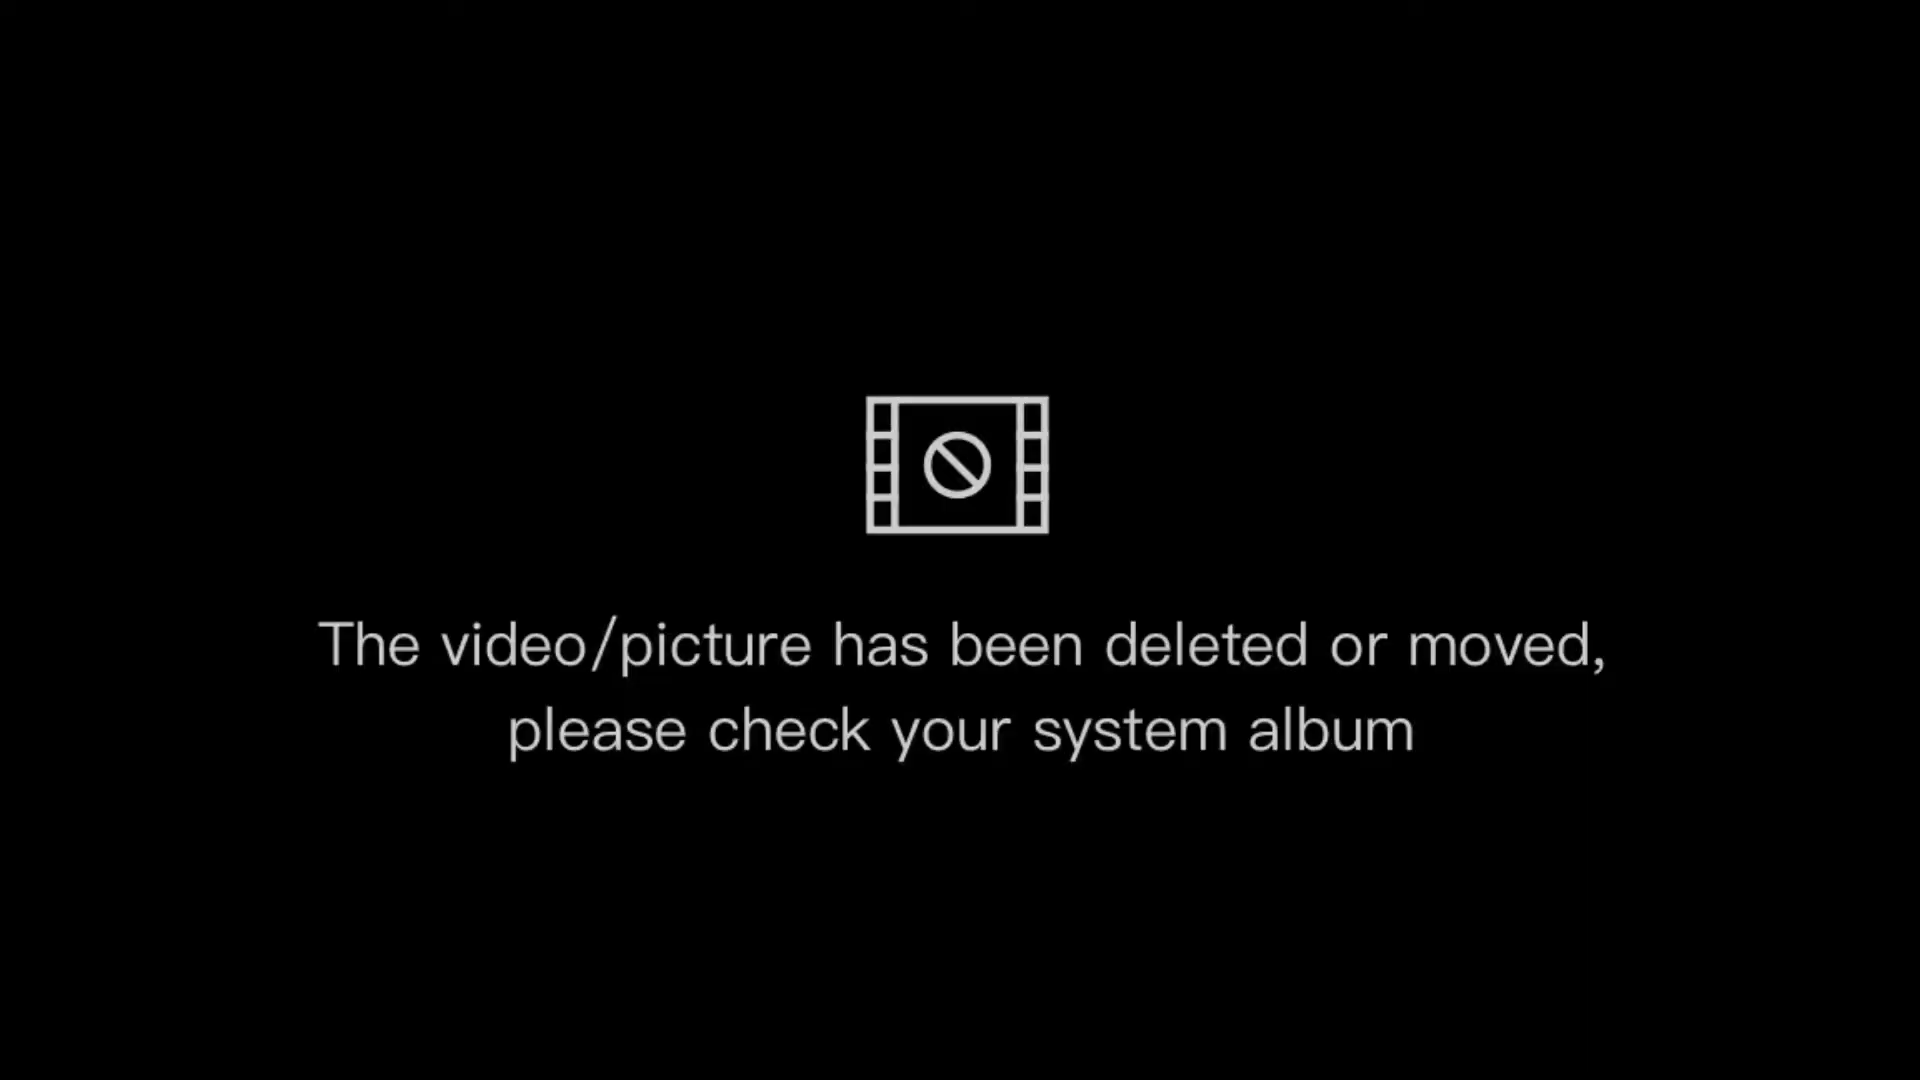 The video/picture has been deleted or moved,
please check your system album